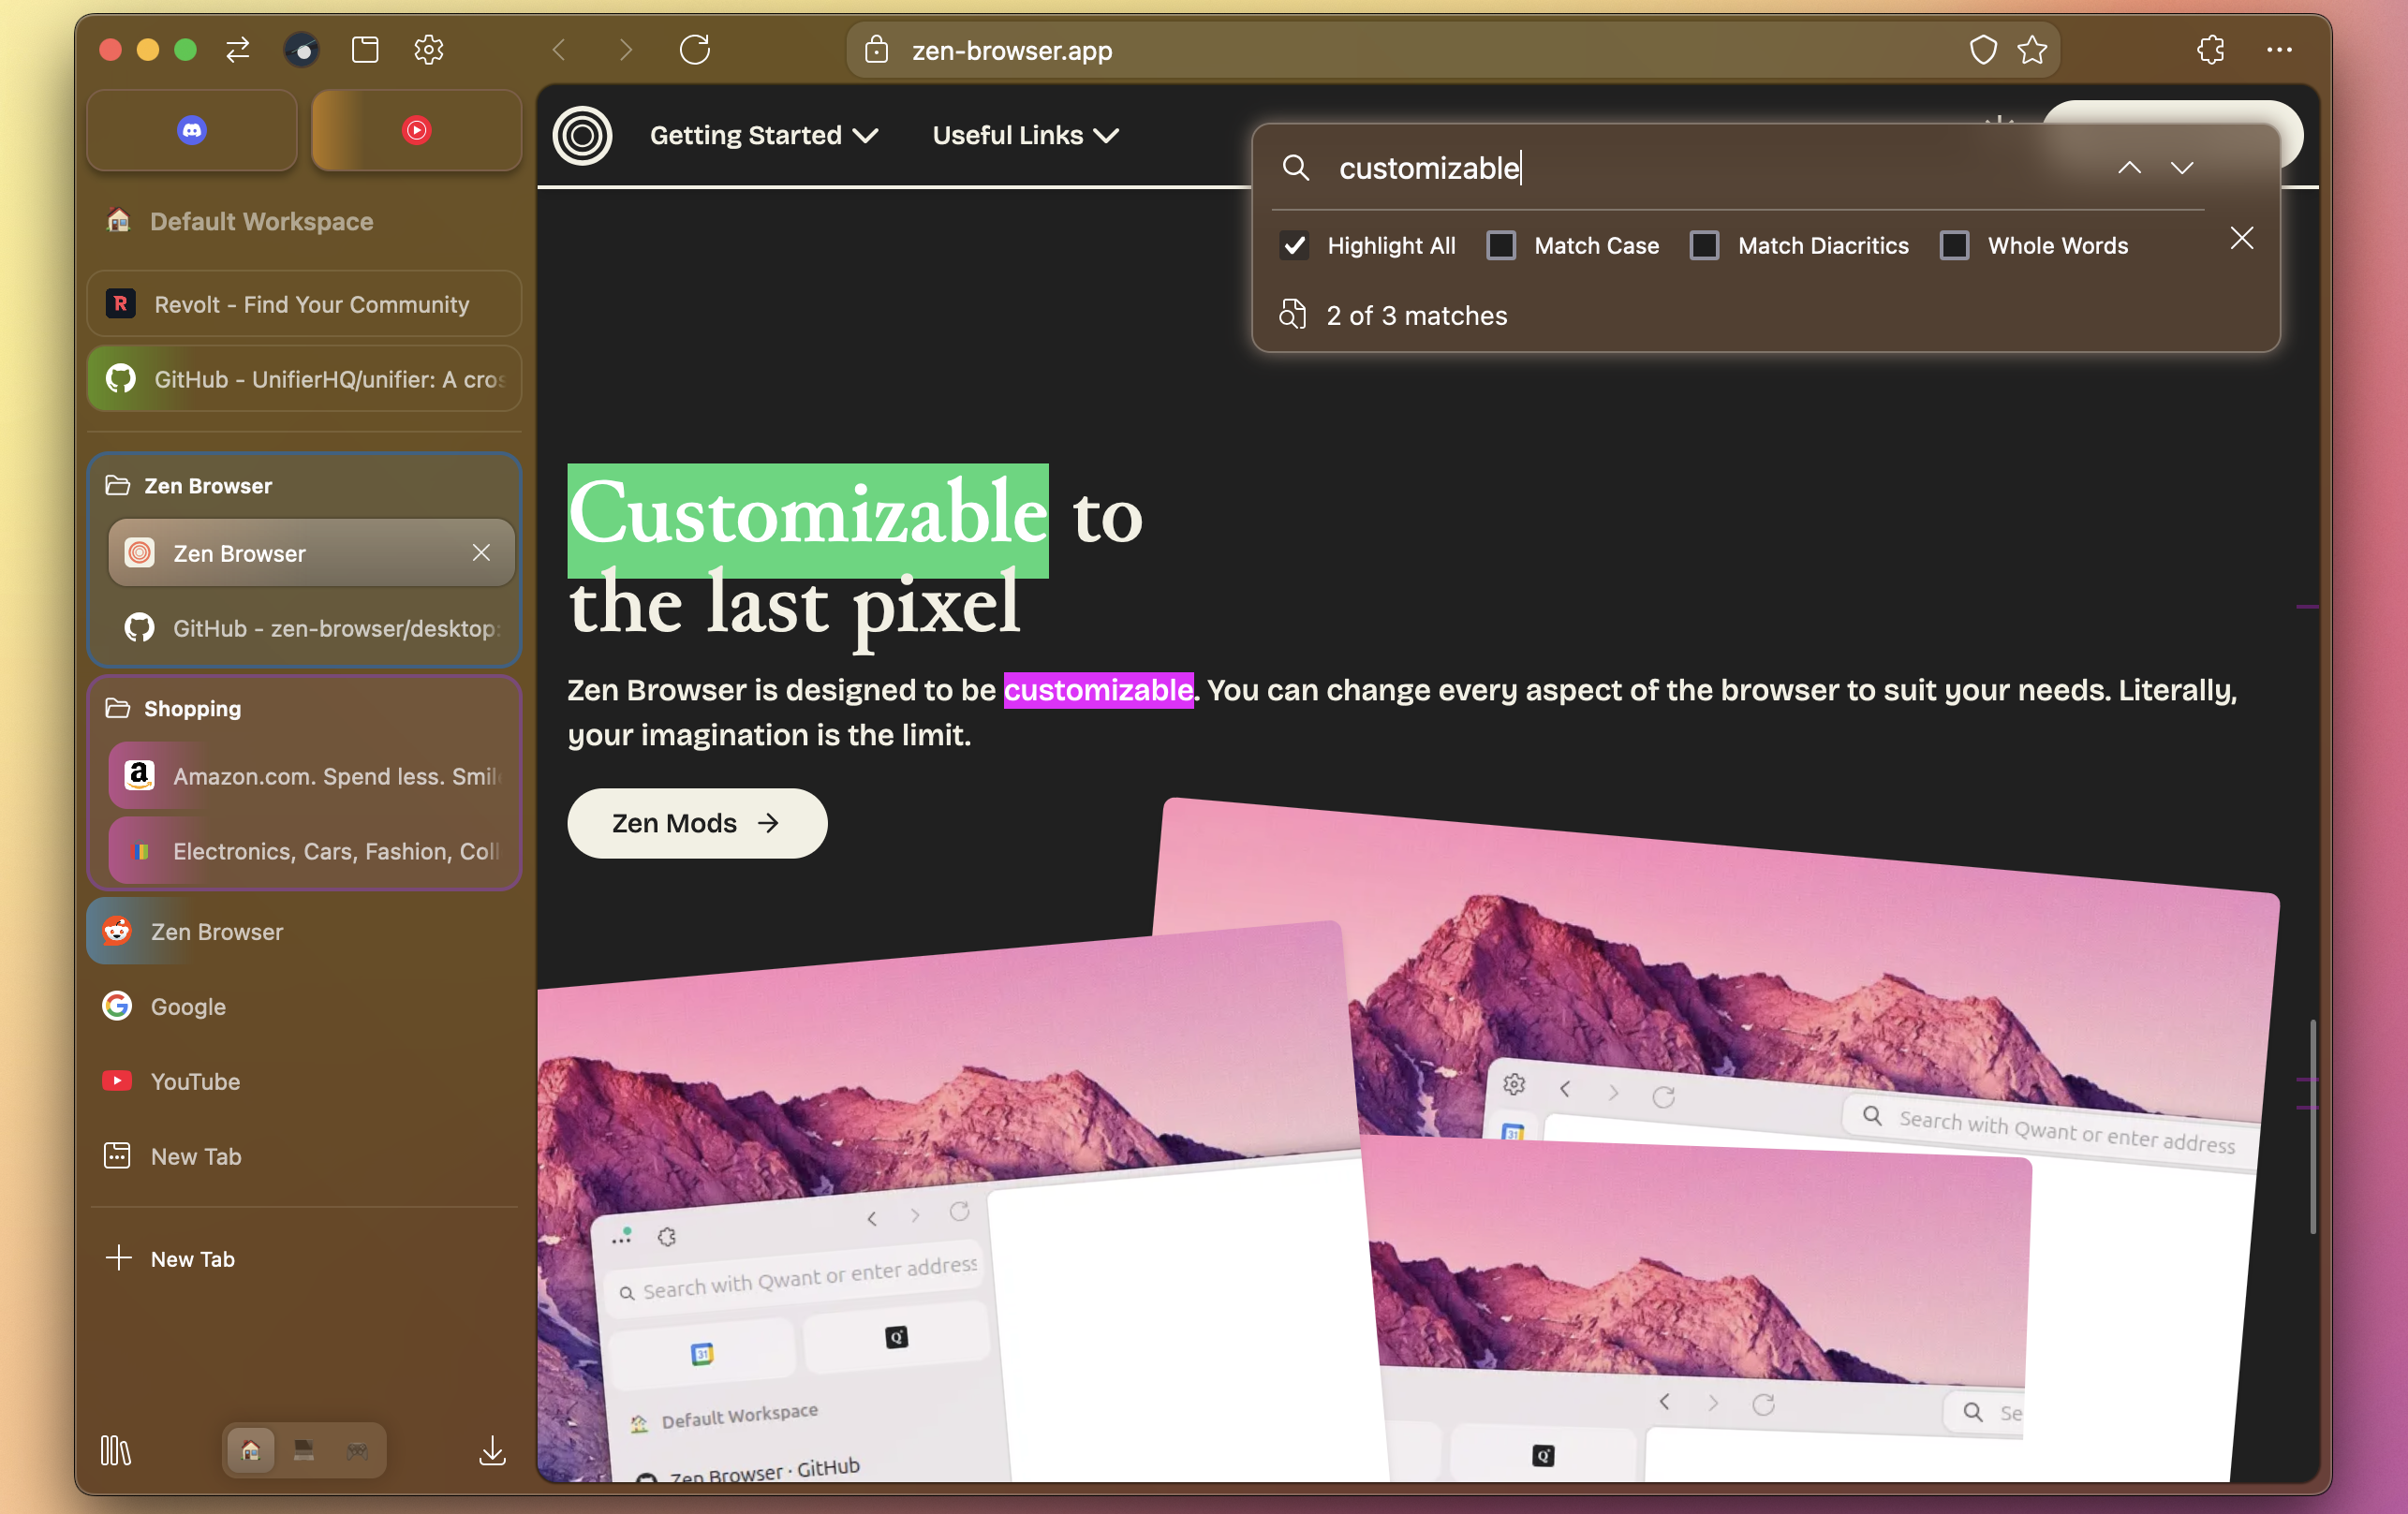 zen-browser.app
Default Workspace
Revolt - Find Your Community
GitHub - UnifierHQ/unifier: A cros
Zen Browser
Zen Browser
GitHub - zen-browser/desktop:
Shopping
Amazon.com. Spend less. Smil
Electronics, Cars, Fashion, Coll
Zen Browser
Google
YouTube
New Tab
New Tab
Getting Started
Useful Links
customizable
Highlight All
Match Case
Match Diacritics
Whole Words
2 of 3 matches
Customizable to
the last pixel
Zen Browser is designed to be customizable. You can change every aspect of the browser to suit your needs. Literally,
your imagination is the limit.
Zen Mods
Search with Qwant or enter address
Search with Qwant or enter address
31
Default Workspace
Zen Browser · GitHub
31
Se